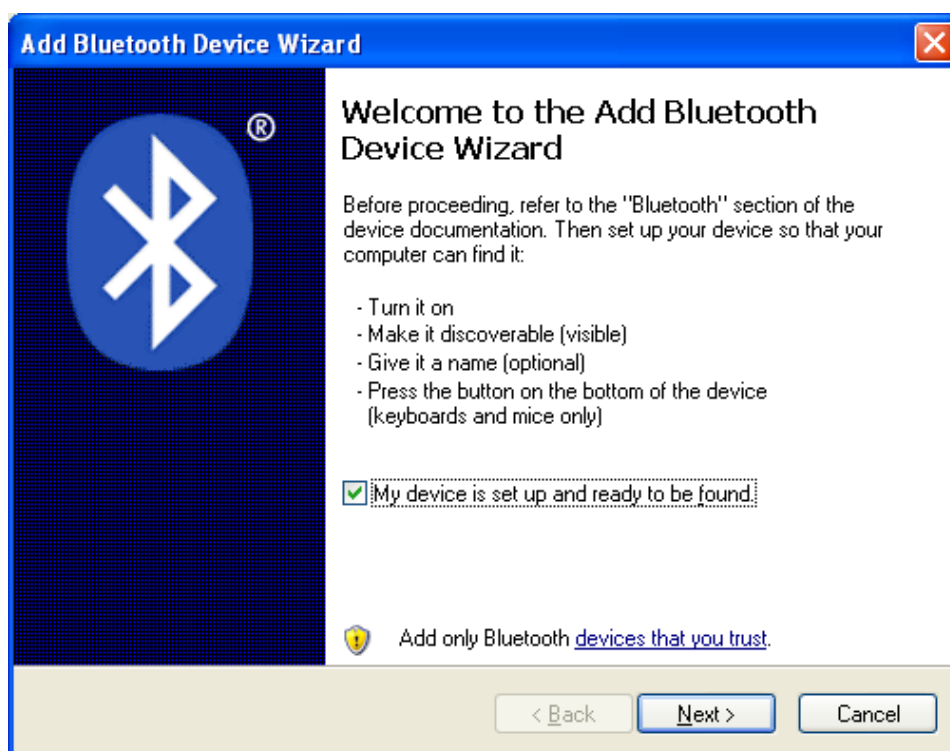 Add Bluetooth Device Wizard
®
Welcome to the Add Bluetooth
Device Wizard
Before proceeding, refer to the "Bluetooth" section of the
device documentation. Then set up your device so that your
computer can find it:
- Turn it on
- Make it discoverable (visible)
- Give it a name (optional)
- Press the button on the bottom of the device
(keyboards and mice only)
My device is set up and ready to be found.
Add only Bluetooth devices that you trust.
< Back Next > Cancel